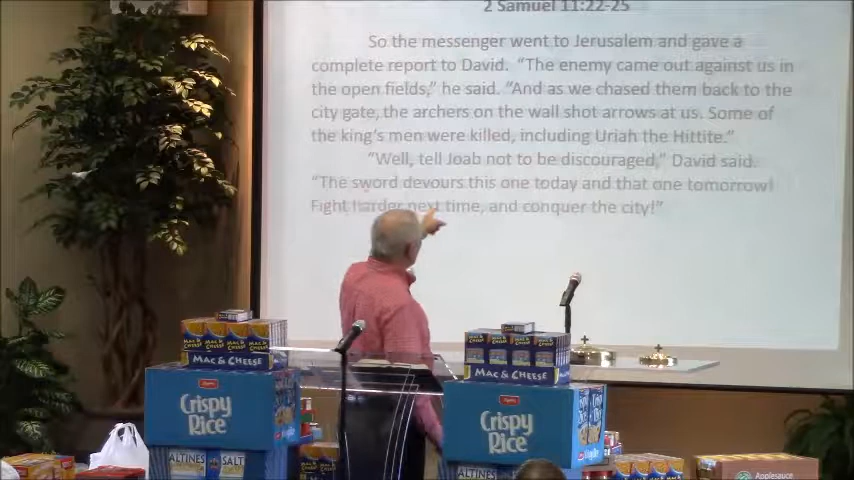 2 Samuel 11:22-25
So the messenger went to Jerusalem and gave a
complete report to David. "The enemy came out against us in
the open fields," he said. "And as we chased them back to the
city gate, the archers on the wall shot arrows at us. Some of
the king's men were killed, including Uriah the Hittite."
"Well, tell Joab not to be discouraged," David said.
"The sword devours this one today and that one tomorrow!
Fight harder next time, and conquer the city!"
MAC & CHEESE
MAC & CHEESE
Crispy
Rice
Crispy
Rice
SALTINES
SALT
SALTINES
Applesauce